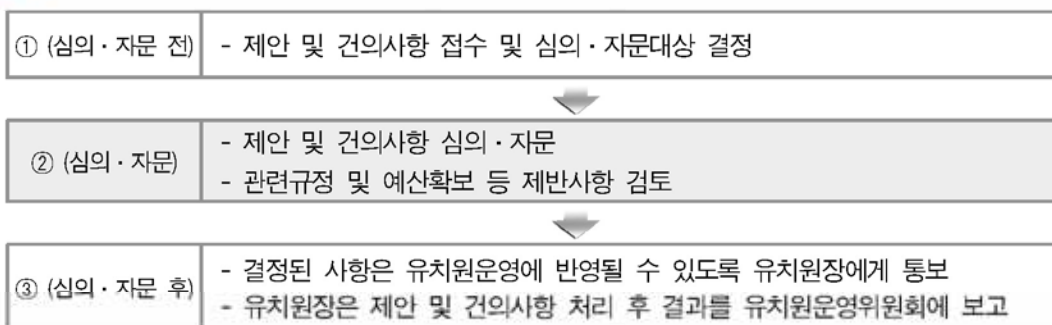 ① (심의·자문 전)
- 제안 및 건의사항 접수 및 심의·자문대상 결정
② (심의·자문)
- 제안 및 건의사항 심의·자문
- 관련규정 및 예산확보 등 제반사항 검토
③ (심의·자문 후)
- 결정된 사항은 유치원운영에 반영될 수 있도록 유치원장에게 통보
- 유치원장은 제안 및 건의사항 처리 후 결과를 유치원운영위원회에 보고